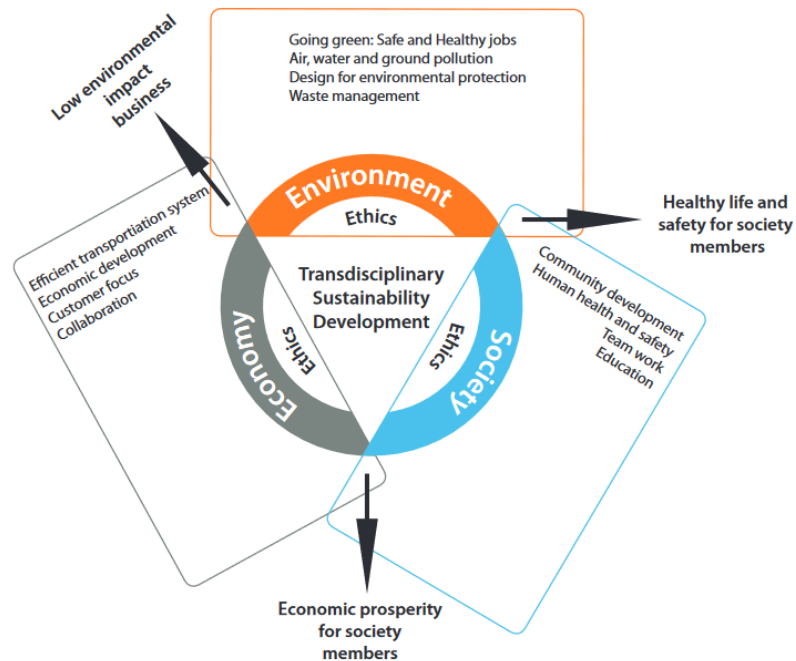 Low environmental
impact
business
Going green: Safe and Healthy jobs
Air, water and ground pollution
Design for environmental protection
Waste management
Environment
Ethics
Healthy life and
safety for society
members
Efficient transportiation system
Economic development
Customer focus
Collaboration
Transdisciplinary
Sustainability
Development
Community development
Human health and safety
Team work
Education
Economy
Ethics
Ethics
Society
Economic prosperity
for society
members